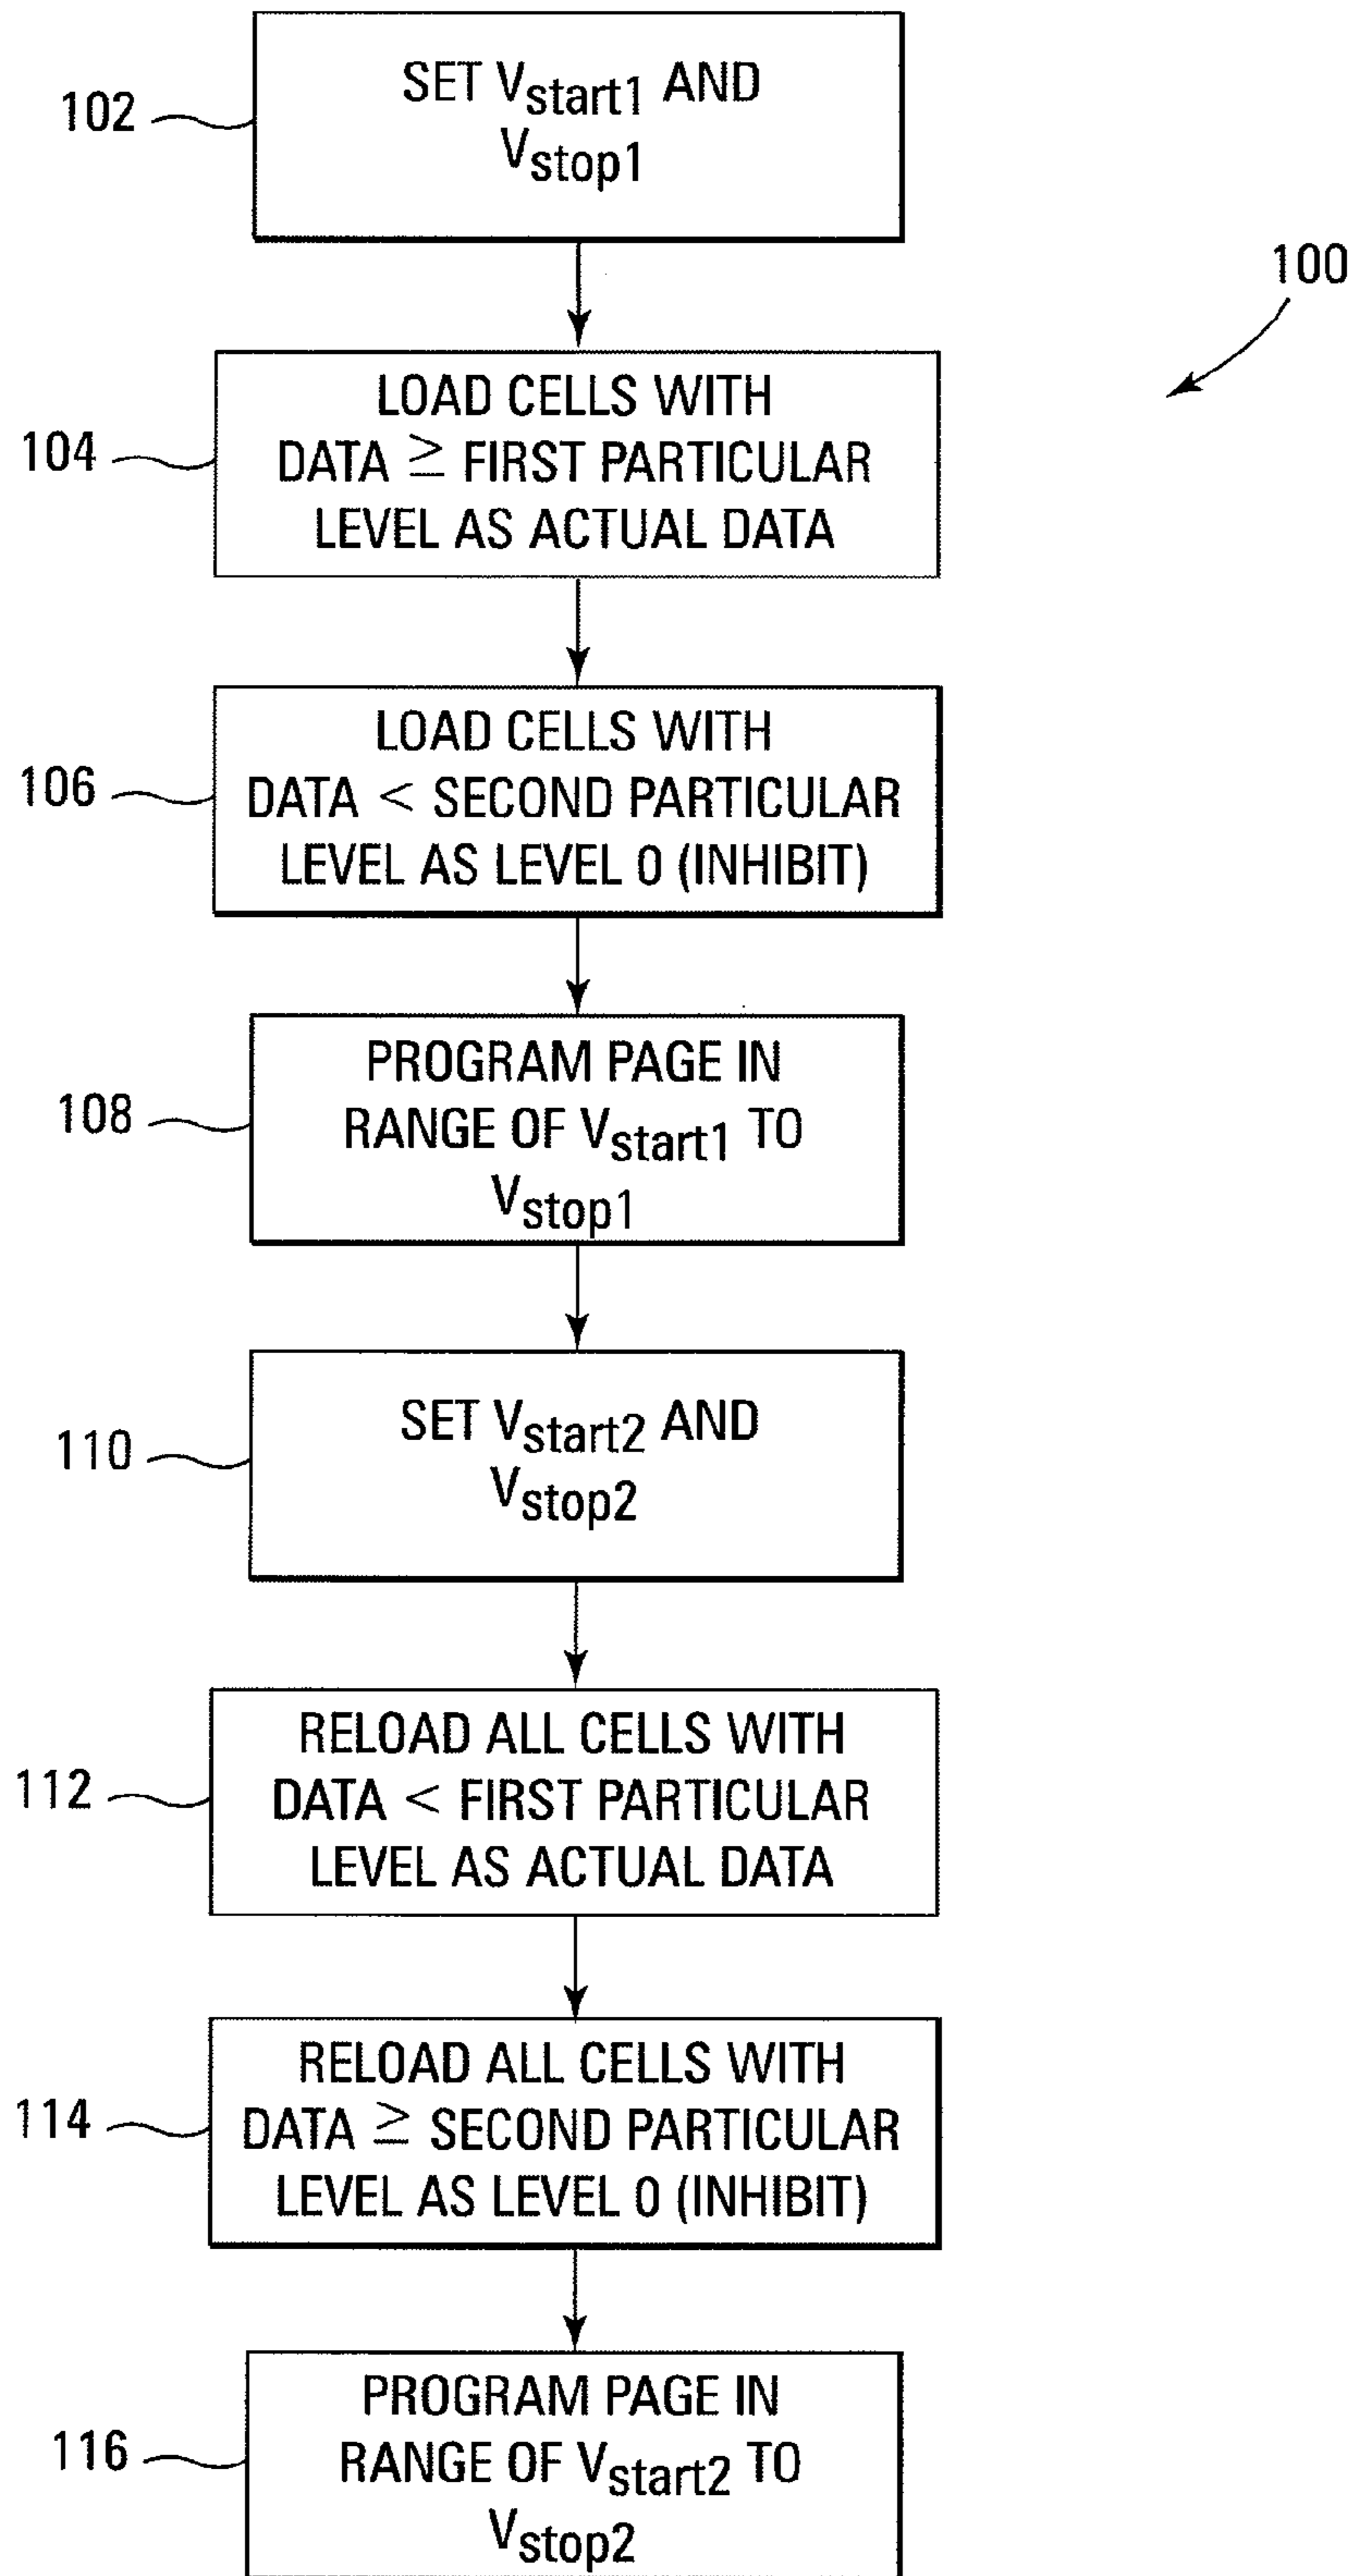 SET Vstart1 AND
Vstop1
102
100
LOAD CELLS WITH
DATA ≥ FIRST PARTICULAR
LEVEL AS ACTUAL DATA
104
LOAD CELLS WITH
DATA < SECOND PARTICULAR
LEVEL AS LEVEL 0 (INHIBIT)
106
PROGRAM PAGE IN
RANGE OF Vstart1 TO
Vstop1
108
SET Vstart2 AND
Vstop2
110
RELOAD ALL CELLS WITH
DATA < FIRST PARTICULAR
LEVEL AS ACTUAL DATA
112
RELOAD ALL CELLS WITH
DATA ≥ SECOND PARTICULAR
LEVEL AS LEVEL 0 (INHIBIT)
114
PROGRAM PAGE IN
RANGE OF Vstart2 TO
Vstop2
116